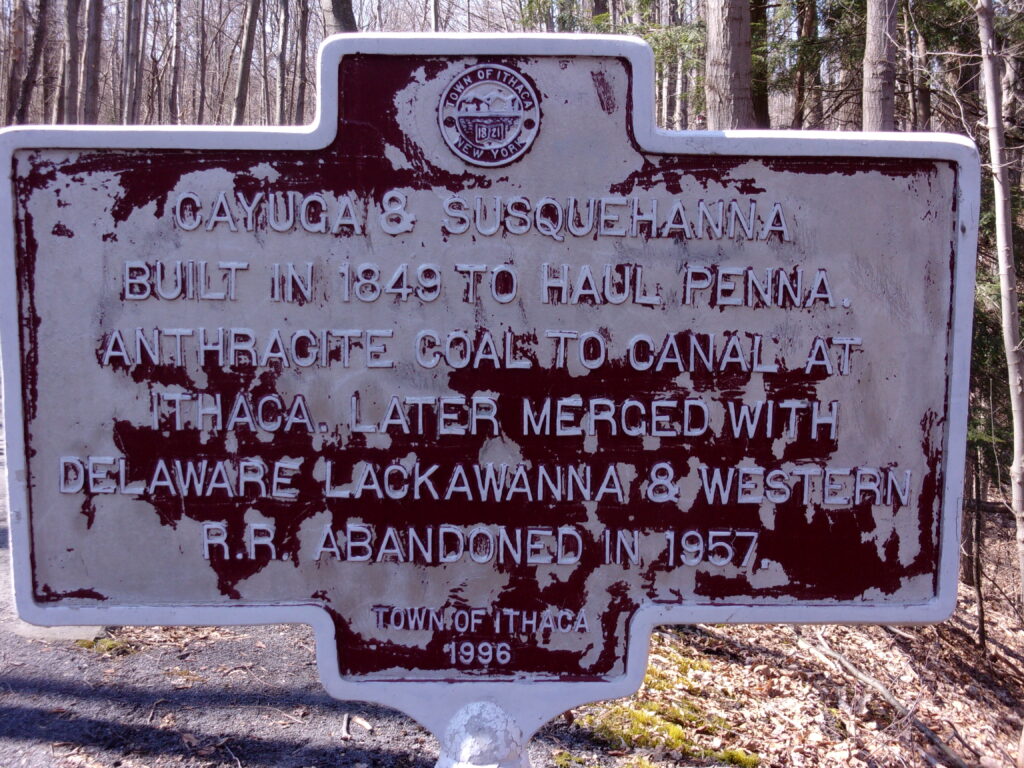 TOWN OF ITHACA
1821
NEW YORK
CAYUGA & SUSQUEHANNA
BUILT IN 1849 TO HAUL PENNA.
ANTHRACITE COAL TO CANAL AT
ITHACA. LATER MERGED WITH
DELAWARE LACKAWANNA & WESTERN
R.R. ABANDONED IN 1957.
TOWN OF ITHACA
1996